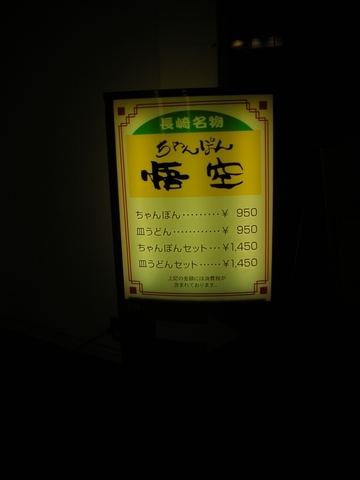 長崎名物
ちゃんぽん
悟空
ちゃんぽん………¥ 950
皿うどん…………¥ 950
ちゃんぽんセット…¥1,450
皿うどんセット……¥1,450
上記の金額には消費税が
含まれております。